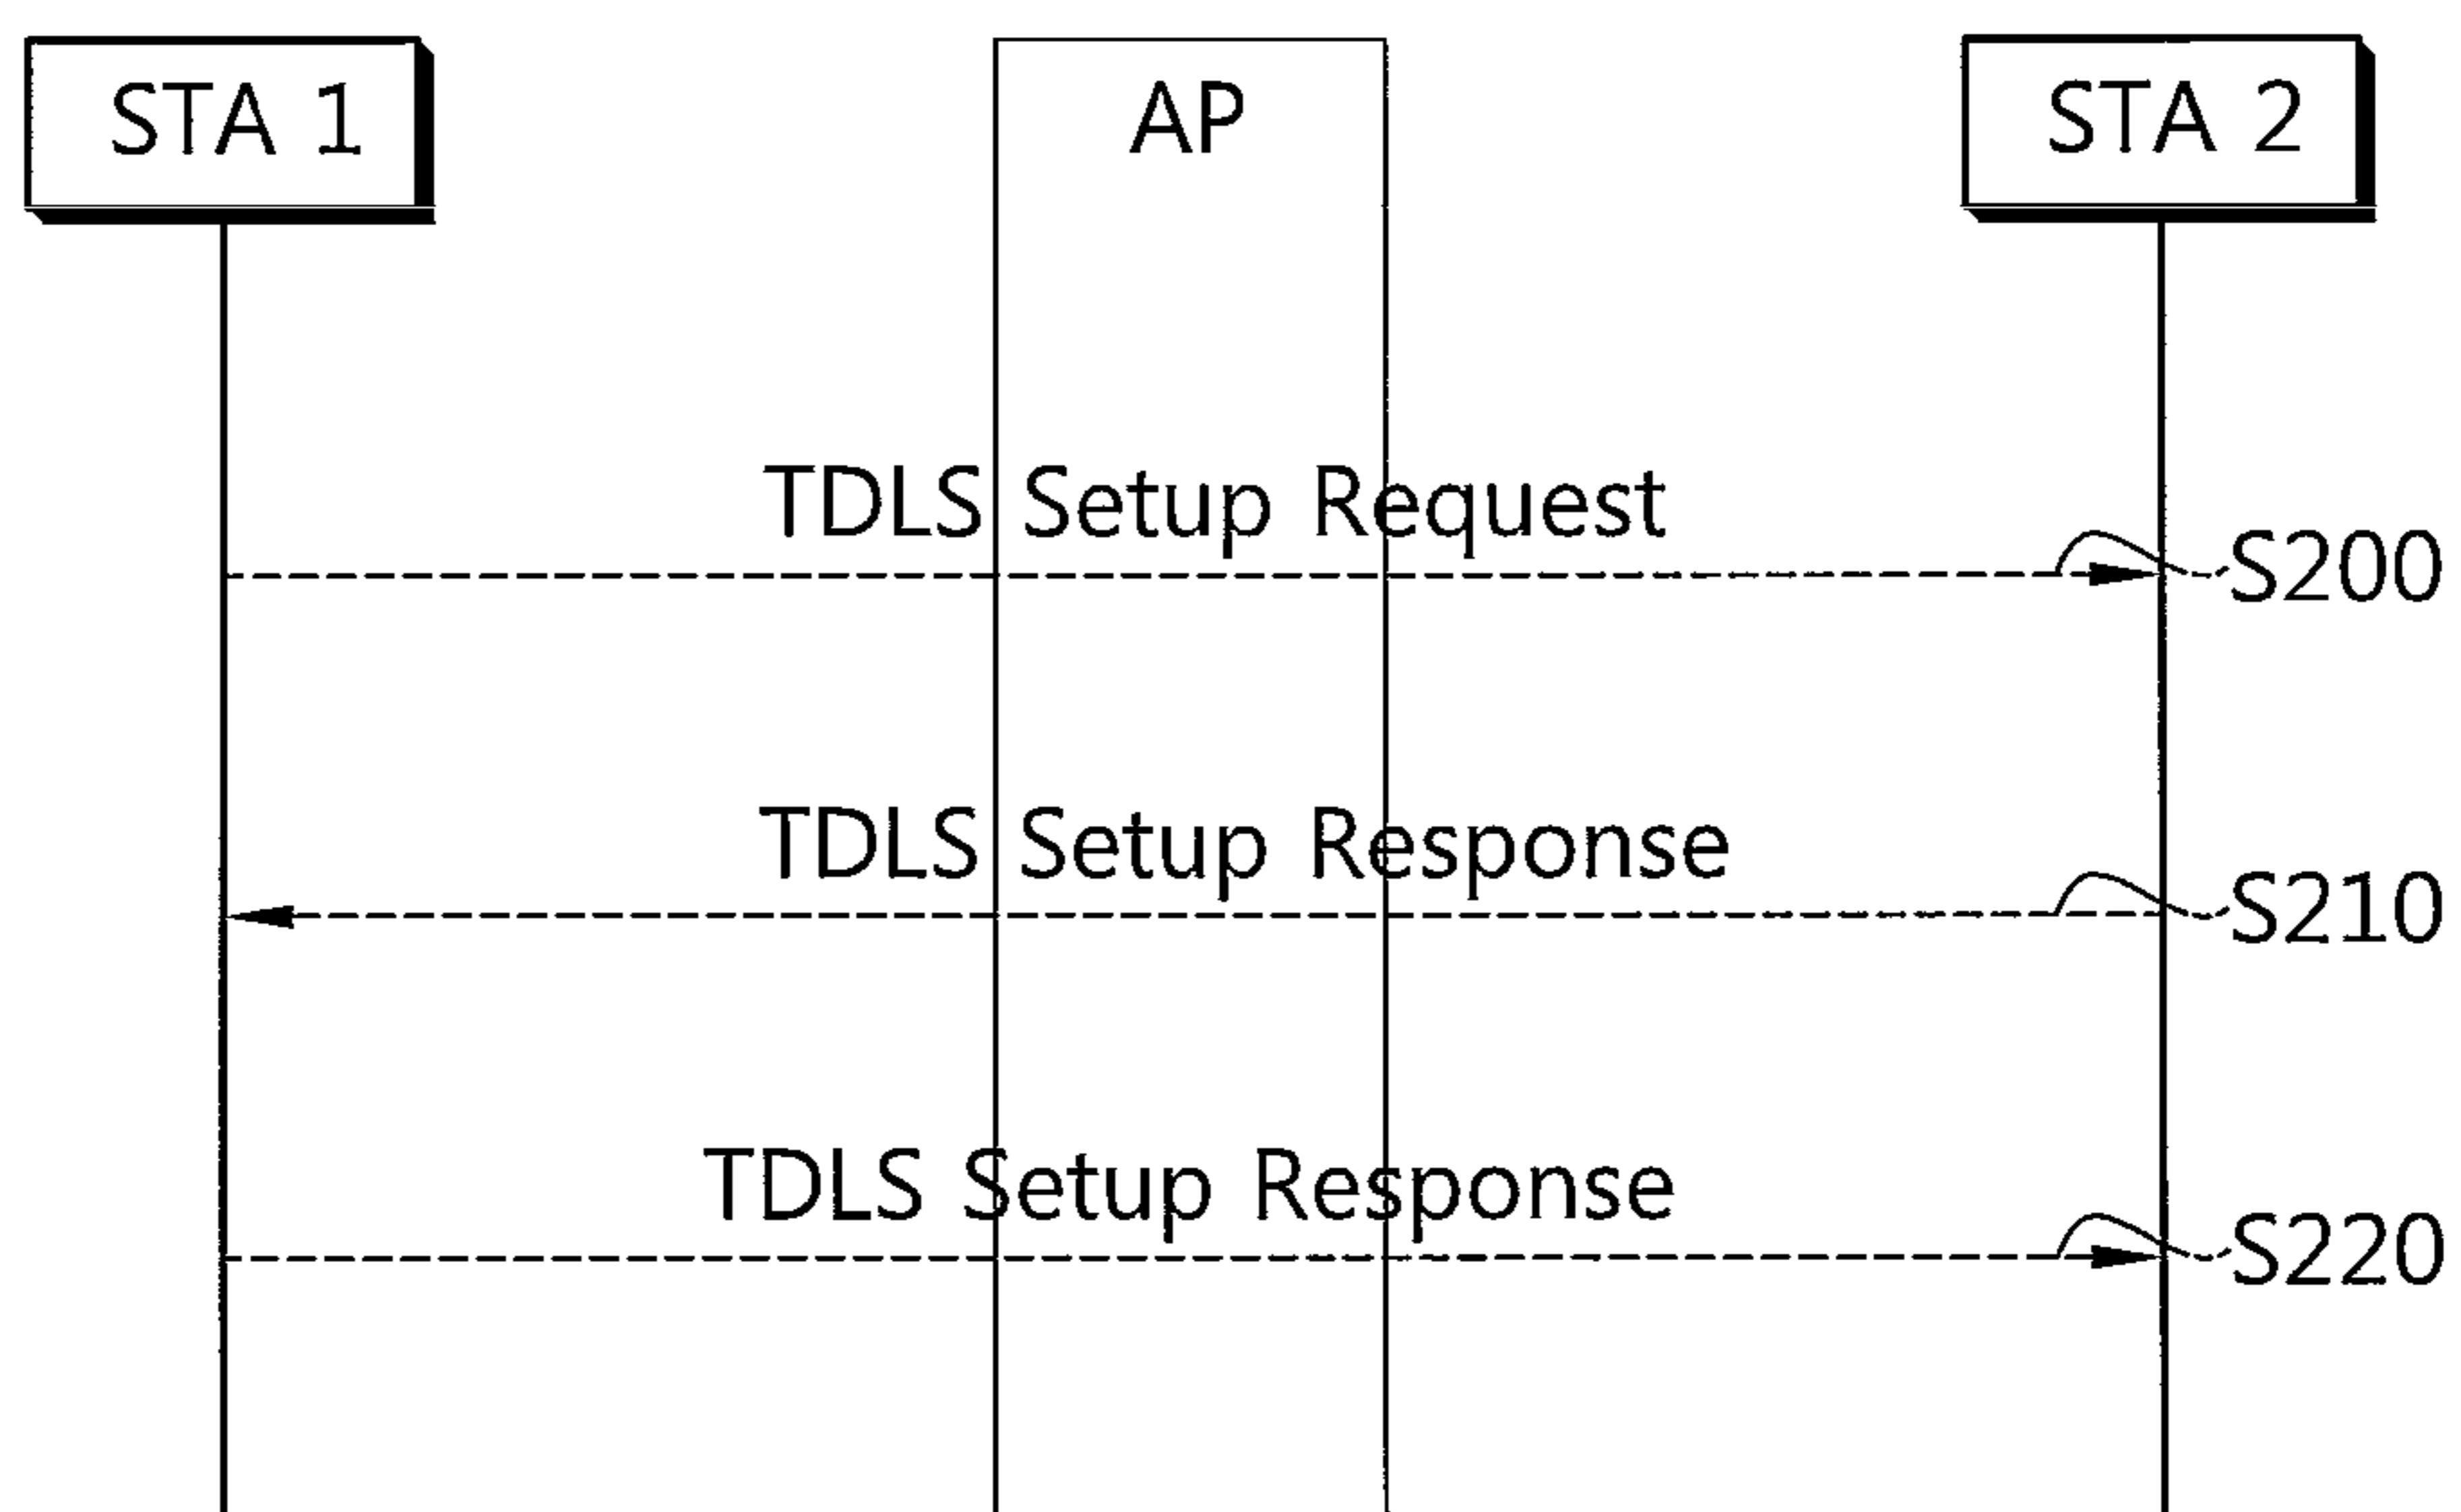 STA 1
AP
STA 2
TDLS Setup Request
S200
TDLS Setup Response
S210
TDLS Setup Response
S220